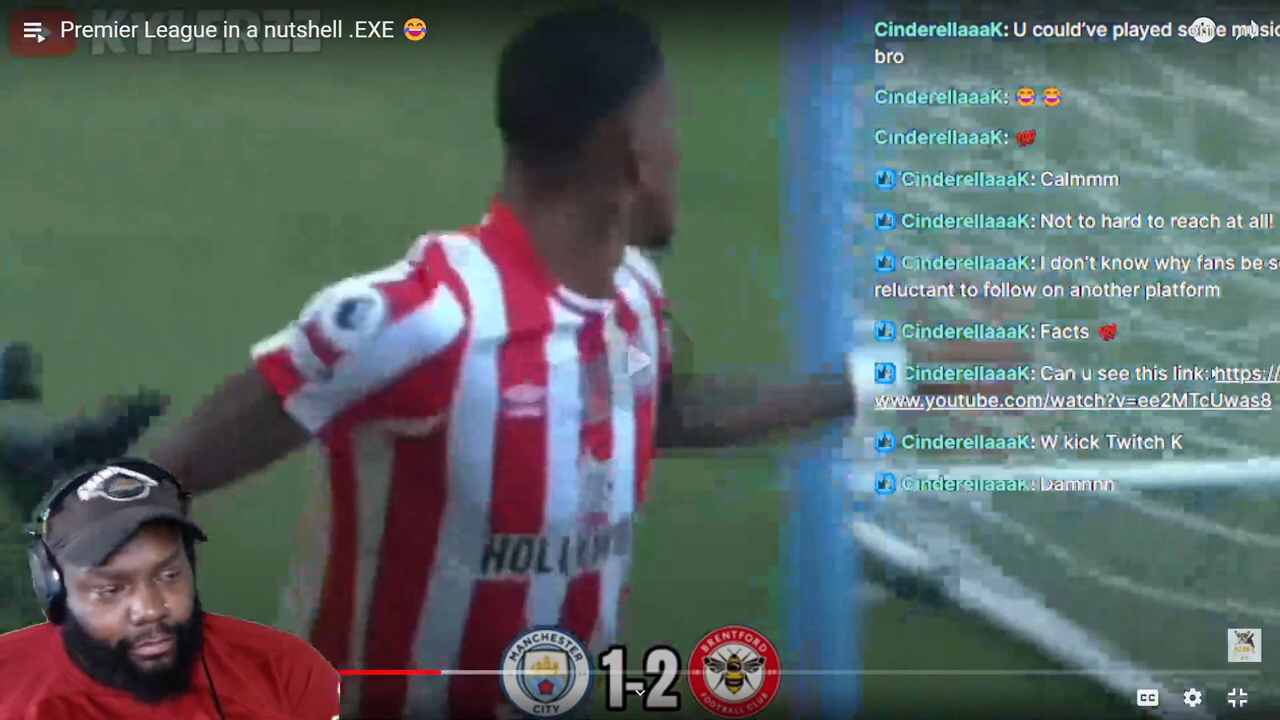 Premier League in a nutshell .EXE 😂
KYLEREZ
CinderellaaaK: U could've played some music
bro
CinderellaaaK: 😂 😂
CinderellaaaK: 💯
CinderellaaaK: Calmmm
CinderellaaaK: Not to hard to reach at all!
CinderellaaaK: I don't know why fans be s
reluctant to follow on another platform
CinderellaaaK: Facts 💯
CinderellaaaK: Can u see this link: https://
www.youtube.com/watch?v=ee2MTcUwas8
CinderellaaaK: W kick Twitch K
CinderellaaaK: Damnnn
MANCHESTER
CITY
1-2
BRENTFORD
FOOTBALL CLUB
CC